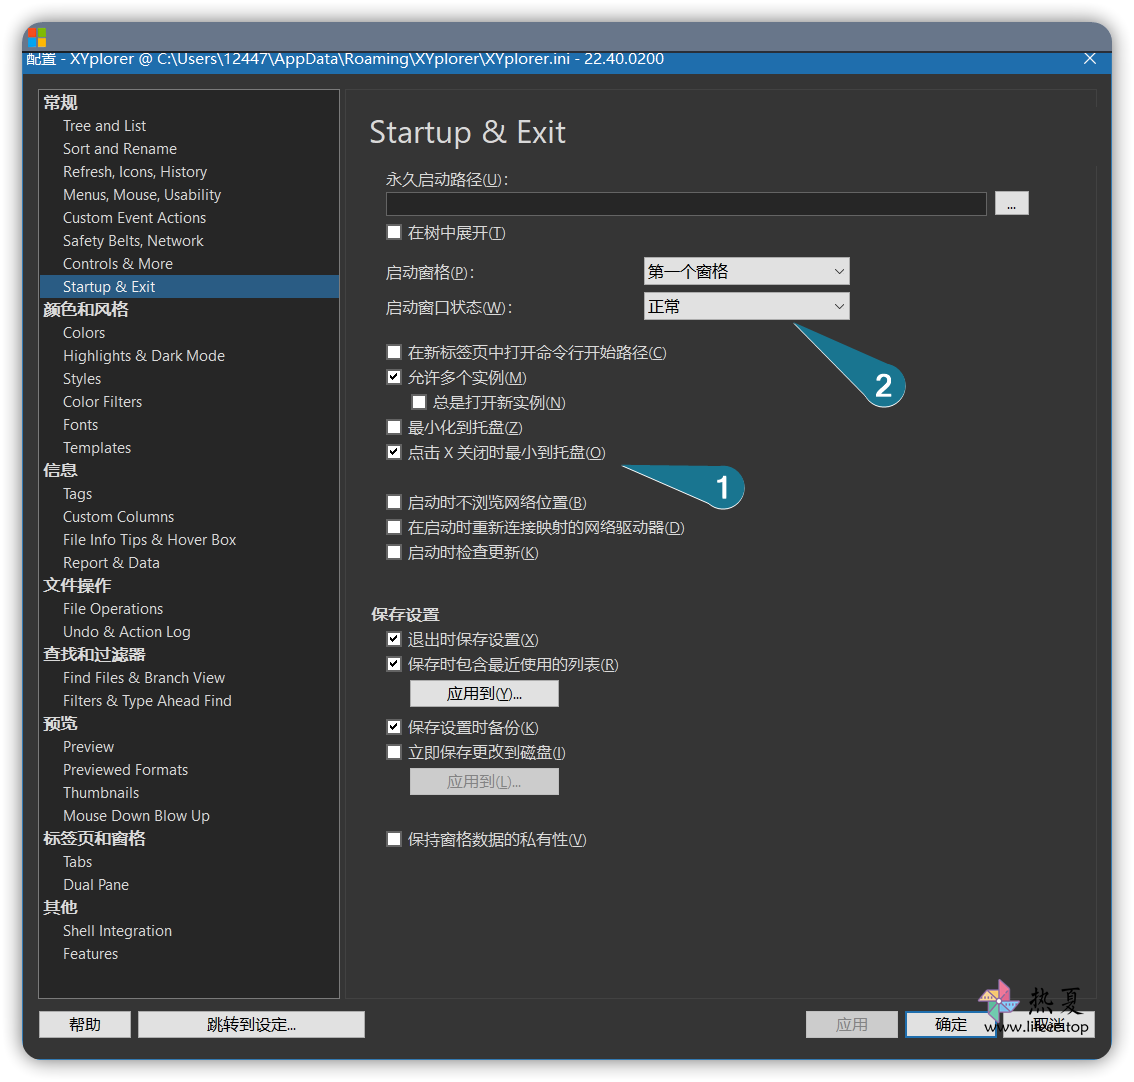 配置 - XYplorer @ C:\Users\12447\AppData\Roaming\XYplorer\XYplorer.ini - 22.40.0200
常规
Tree and List
Sort and Rename
Refresh, Icons, History
Menus, Mouse, Usability
Custom Event Actions
Safety Belts, Network
Controls & More
Startup & Exit
颜色和风格
Colors
Highlights & Dark Mode
Styles
Color Filters
Fonts
Templates
信息
Tags
Custom Columns
File Info Tips & Hover Box
Report & Data
文件操作
File Operations
Undo & Action Log
查找和过滤器
Find Files & Branch View
Filters & Type Ahead Find
预览
Preview
Previewed Formats
Thumbnails
Mouse Down Blow Up
标签页和窗格
Tabs
Dual Pane
其他
Shell Integration
Features
Startup & Exit
永久启动路径(U):
...
在树中展开(T)
启动窗格(P): 第一个窗格
启动窗口状态(W): 正常
在新标签页中打开命令行开始路径(C)
允许多个实例(M)
2
总是打开新实例(N)
最小化到托盘(Z)
点击 X 关闭时最小到托盘(O)
1
启动时不浏览网络位置(B)
在启动时重新连接映射的网络驱动器(D)
启动时检查更新(K)
保存设置
退出时保存设置(X)
保存时包含最近使用的列表(R)
应用到(Y)...
保存设置时备份(K)
立即保存更改到磁盘(I)
应用到(L)...
保持窗格数据的私有性(V)
帮助 跳转到设定... 应用 确定 取消
热夏
www.lifeie.top